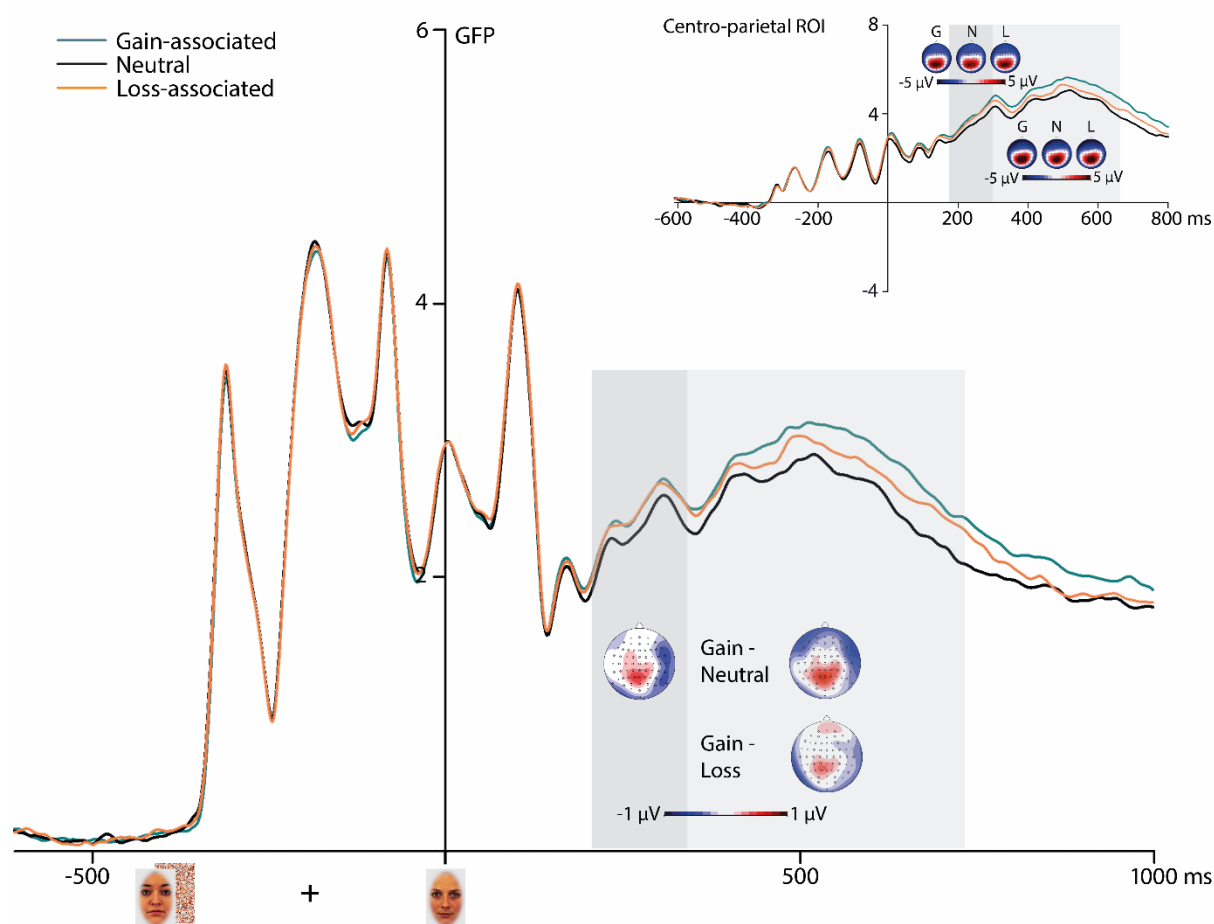 Gain-associated
Neutral
Loss-associated
6
GFP
4
2
Centro-parietal ROI
8
G N L
-5 µV 5 µV
4
G N L
-5 µV 5 µV
-600 -400 -200 0 200 400 600 800 ms
-4
Gain -
Neutral
Gain -
Loss
-1 µV 1 µV
-500 500 1000 ms
+